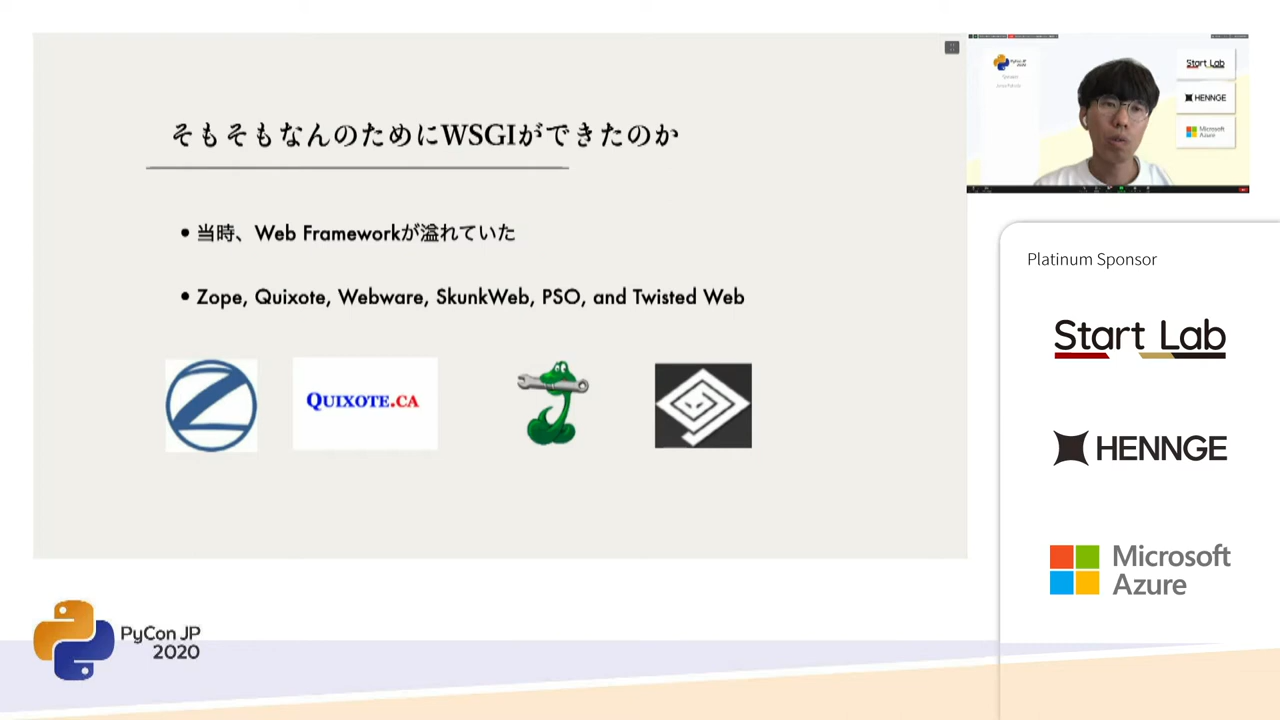 そもそもなんのためにWSGIができたのか
• 当時、Web Frameworkが溢れていた
• Zope, Quixote, Webware, SkunkWeb, PSO, and Twisted Web
QUIXOTE.CA
PyCon JP
2020
Start Lab
HENNGE
Microsoft
Azure
Platinum Sponsor
Start Lab
HENNGE
Microsoft
Azure
PyCon JP
2020